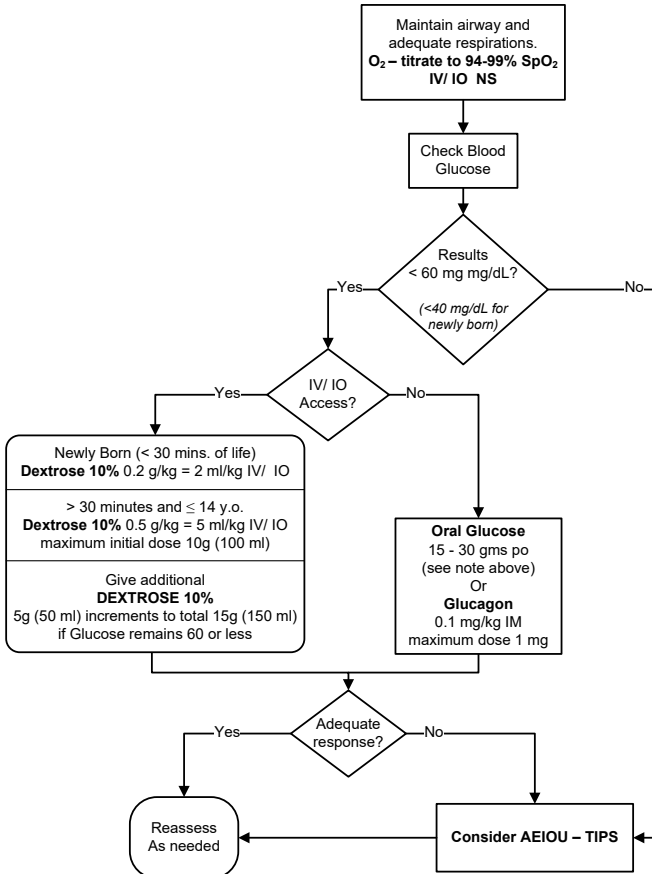 Maintain airway and
adequate respirations.
O₂ – titrate to 94-99% SpO₂
IV/ IO  NS
Check Blood
Glucose
Results
< 60 mg mg/dL?
(<40 mg/dL for
newly born)
Yes
No
IV/ IO
Access?
Yes
No
Newly Born (< 30 mins. of life)
Dextrose 10% 0.2 g/kg = 2 ml/kg IV/  IO
> 30 minutes and ≤ 14 y.o.
Dextrose 10% 0.5 g/kg = 5 ml/kg IV/ IO
maximum initial dose 10g (100 ml)
Give additional
DEXTROSE 10%
5g (50 ml) increments to total 15g (150 ml)
if Glucose remains 60 or less
Oral Glucose
15 - 30 gms po
(see note above)
Or
Glucagon
0.1 mg/kg IM
maximum dose 1 mg
Adequate
response?
Yes
No
Reassess
As needed
Consider AEIOU – TIPS